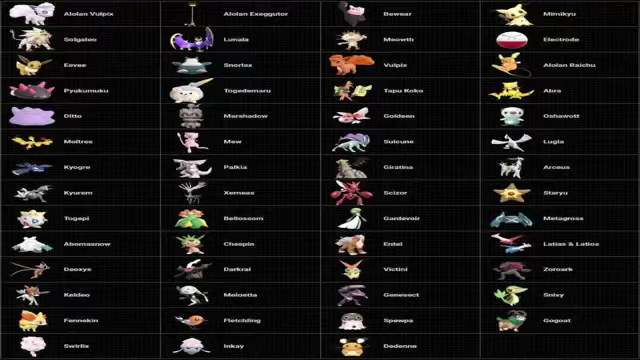 Alolan Vulpix Alolan Exeggutor Bewear Mimikyu
Solgaleo Lunala Meowth Electrode
Eevee Snorlax Vulpix Alolan Raichu
Pyukumuku Togedemaru Tapu Koko Abra
Ditto Marshadow Goldeen Oshawott
Moltres Mew Suicune Lugia
Kyogre Palkia Giratina Arceus
Kyurem Xerneas Scizor Staryu
Togepi Bellossom Gardevoir Metagross
Abomasnow Chespin Entei Latias & Latios
Deoxys Darkrai Victini Zoroark
Keldeo Meloetta Genesect Snivy
Fennekin Fletchling Spewpa Gogoat
Swirlix Inkay Dedenne